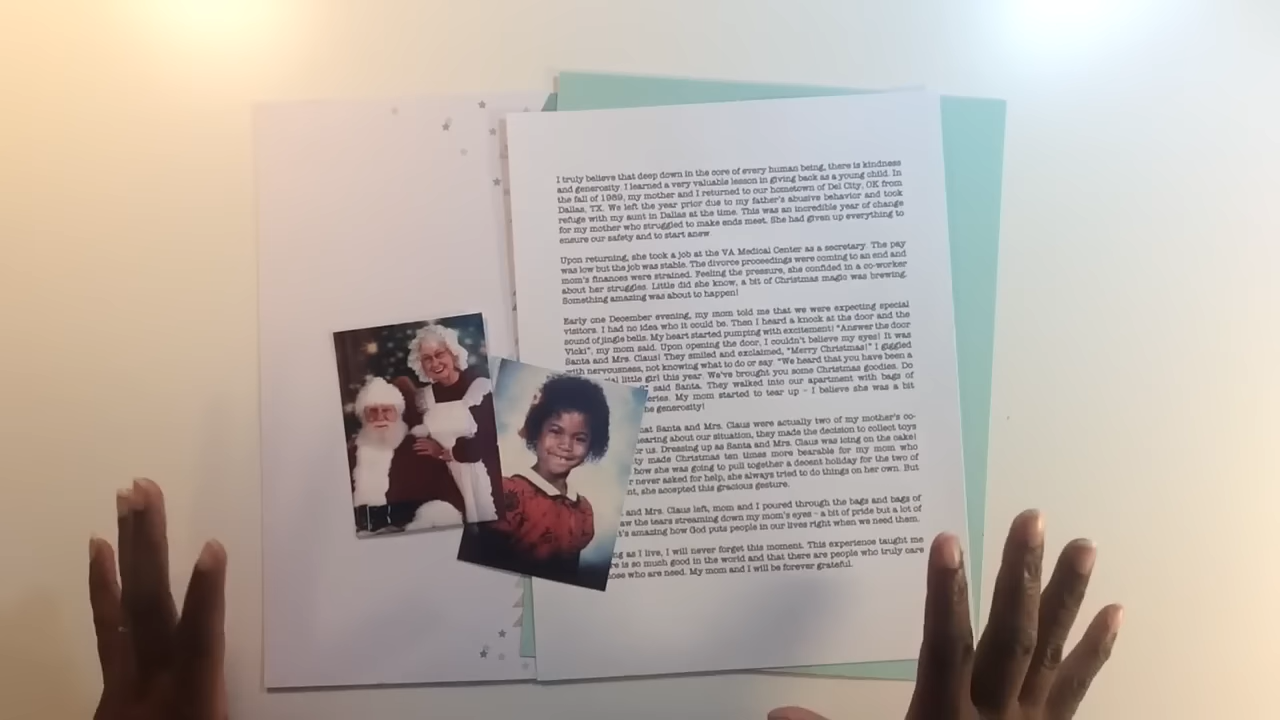 I truly believe that deep down in the core of every human being, there is kindness
and generosity. I learned a very valuable lesson in giving back as a young child. In
the fall of 1989, my mother and I returned to our hometown of Del City, OK from
Dallas, TX. We left the year prior due to my father's abusive behavior and took
refuge with my aunt in Dallas at the time. This was an incredible year of change
for my mother who struggled to make ends meet. She had given up everything to
ensure our safety and to start anew.
Upon returning, she took a job at the VA Medical Center as a secretary. The pay
was low but the job was stable. The divorce proceedings were coming to an end and
mom's finances were strained. Feeling the pressure, she confided in a co-worker
about her struggles. Little did she know, a bit of Christmas magic was brewing.
Something amazing was about to happen!
Early one December evening, my mom told me that we were expecting special
visitors. I had no idea who it could be. Then I heard a knock at the door and the
sound of jingle bells. My heart started pumping with excitement! "Answer the door
Vicki", my mom said. Upon opening the door, I couldn't believe my eyes! It was
Santa and Mrs. Claus! They smiled and exclaimed, "Merry Christmas!" I giggled
with nervousness, not knowing what to do or say. "We heard that you have been a
little girl this year. We've brought you some Christmas goodies. Do
said Santa. They walked into our apartment with bags of
My mom started to tear up - I believe she was a bit
generosity!
Santa and Mrs. Claus were actually two of my mother's co-
hearing about our situation, they made the decision to collect toys
us. Dressing up as Santa and Mrs. Claus was icing on the cake!
made Christmas ten times more bearable for my mom who
how she was going to pull together a decent holiday for the two of
never asked for help, she always tried to do things on her own. But
she accepted this gracious gesture.
and Mrs. Claus left, mom and I poured through the bags and bags of
the tears streaming down my mom's eyes - a bit of pride but a lot of
amazing how God puts people in our lives right when we need them.
as I live, I will never forget this moment. This experience taught me
is so much good in the world and that there are people who truly care
who are need. My mom and I will be forever grateful.